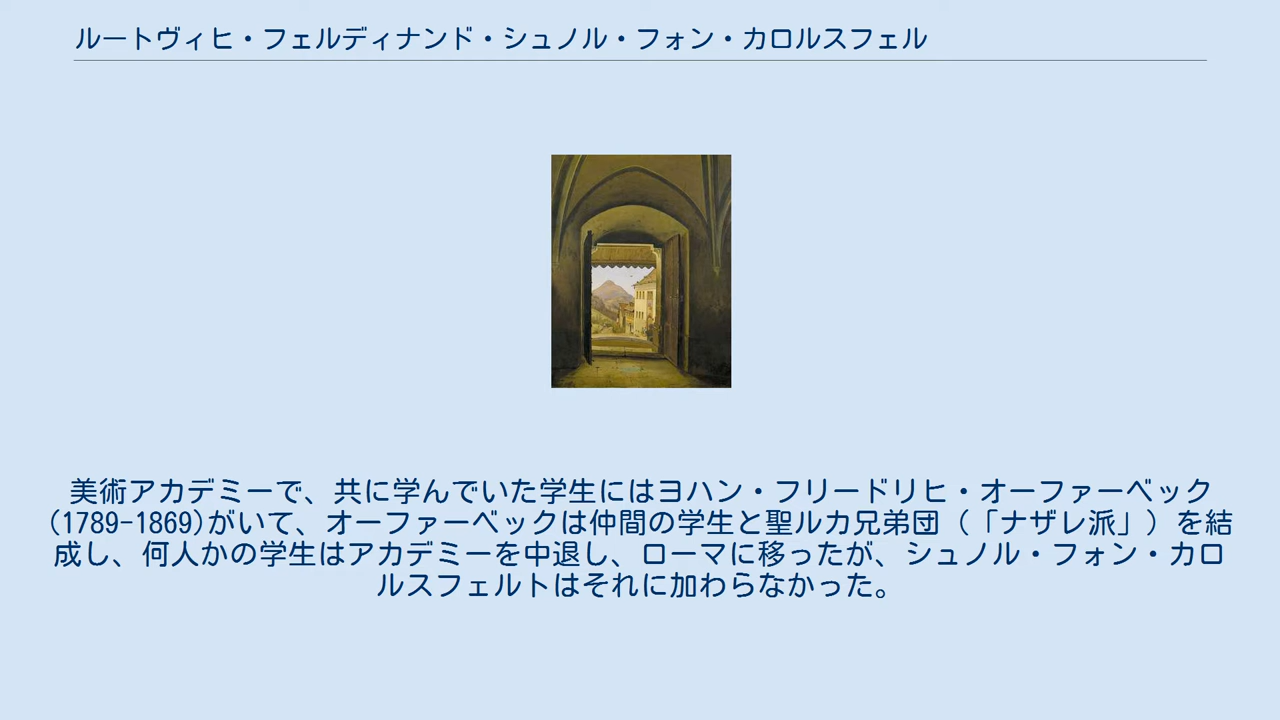 ルートヴィヒ・フェルディナンド・シュノル・フォン・カロルスフェル
美術アカデミーで、共に学んでいた学生にはヨハン・フリードリヒ・オーファーベック
(1789-1869)がいて、オーファーベックは仲間の学生と聖ルカ兄弟団（「ナザレ派」）を結
成し、何人かの学生はアカデミーを中退し、ローマに移ったが、シュノル・フォン・カロ
ルスフェルトはそれに加わらなかった。